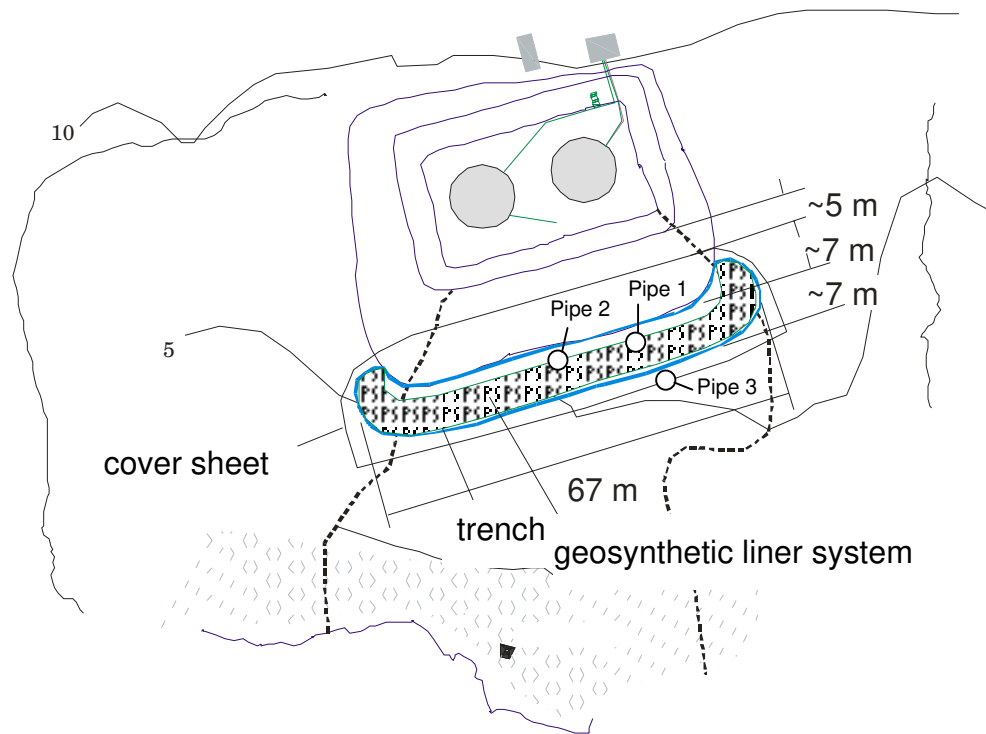 10
~5 m
~7 m
~7 m
Pipe 1
Pipe 2
5
Pipe 3
cover sheet
67 m
trench
geosynthetic liner system